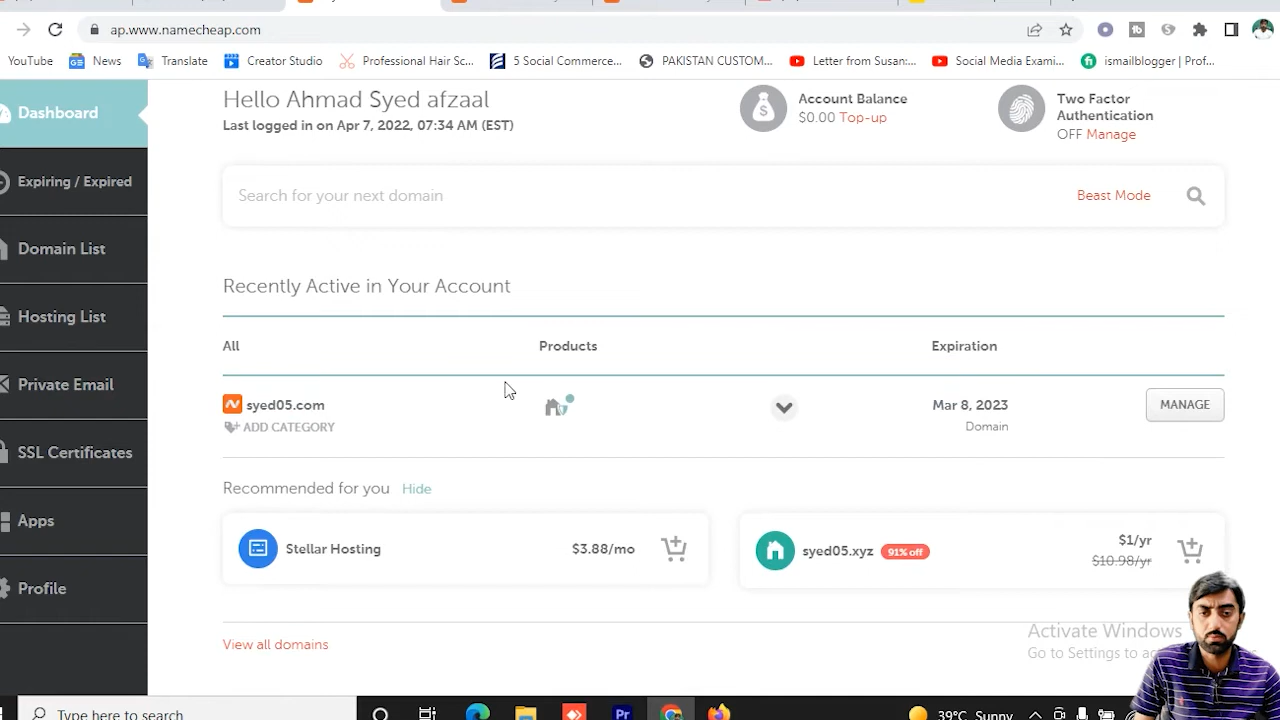 ap.www.namecheap.com
YouTube News Translate Creator Studio Professional Hair Sc... 5 Social Commerce... PAKISTAN CUSTOM... Letter from Susan:... Social Media Exami... ismailblogger | Prof...
Dashboard
Expiring / Expired
Domain List
Hosting List
Private Email
SSL Certificates
Apps
Profile
Hello Ahmad Syed afzaal
Last logged in on Apr 7, 2022, 07:34 AM (EST)
Account Balance
$0.00 Top-up
Two Factor
Authentication
OFF Manage
Search for your next domain Beast Mode
Recently Active in Your Account
All Products Expiration
syed05.com Mar 8, 2023 MANAGE
ADD CATEGORY Domain
Recommended for you Hide
Stellar Hosting $3.88/mo
syed05.xyz 91% off $1/yr
$10.98/yr
View all domains
Activate Windows
Go to Settings to
Type here to search
39°C Sunny